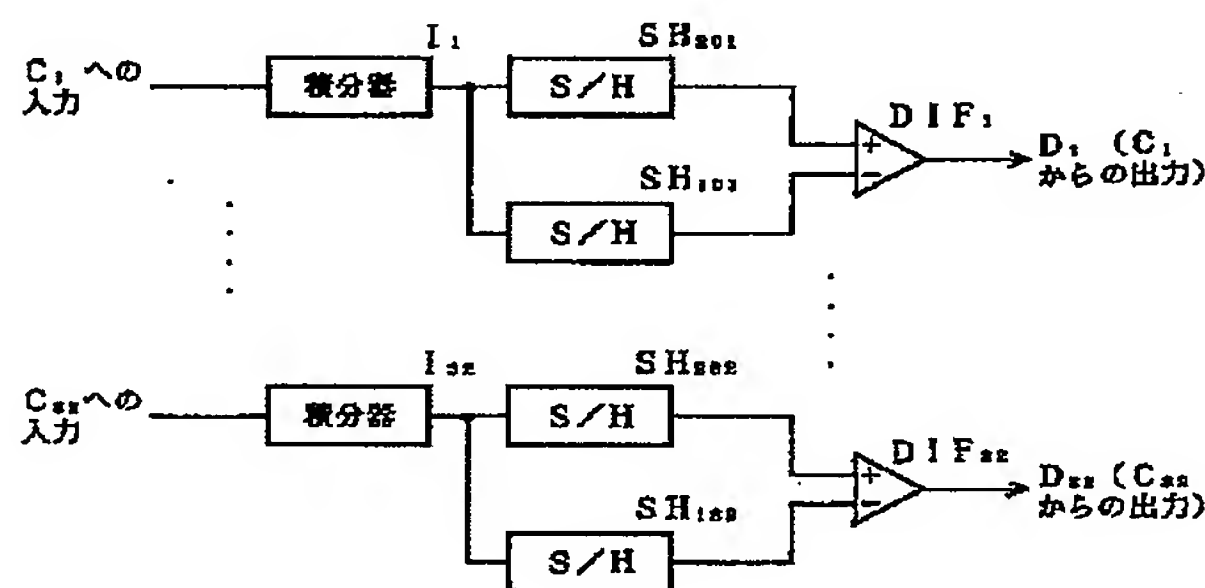 I₁ SH₂₀₁
C₁ への
入力
積分器
S/H
DIF₁
+
−
D₁ (C₁
からの出力)
SH₁₀₁
S/H
I₃₂ SH₂₃₂
C₃₂への
入力
積分器
S/H
DIF₃₂
+
−
D₃₂ (C₃₂
からの出力)
SH₁₃₂
S/H